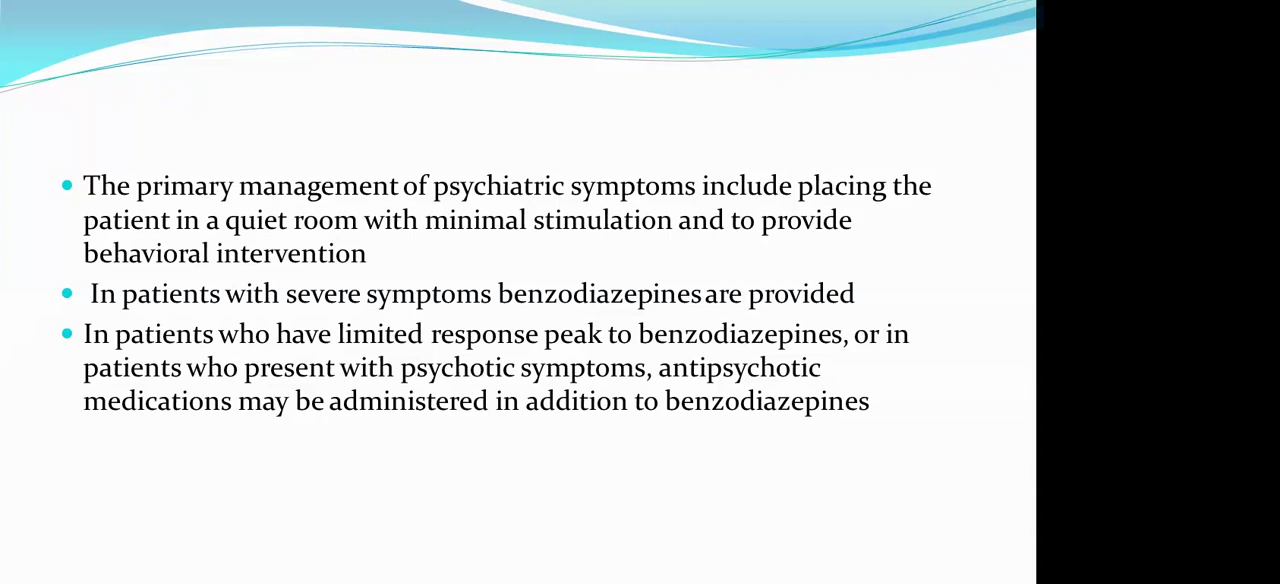 • The primary management of psychiatric symptoms include placing the
patient in a quiet room with minimal stimulation and to provide
behavioral intervention
• In patients with severe symptoms benzodiazepines are provided
• In patients who have limited response peak to benzodiazepines, or in
patients who present with psychotic symptoms, antipsychotic
medications may be administered in addition to benzodiazepines